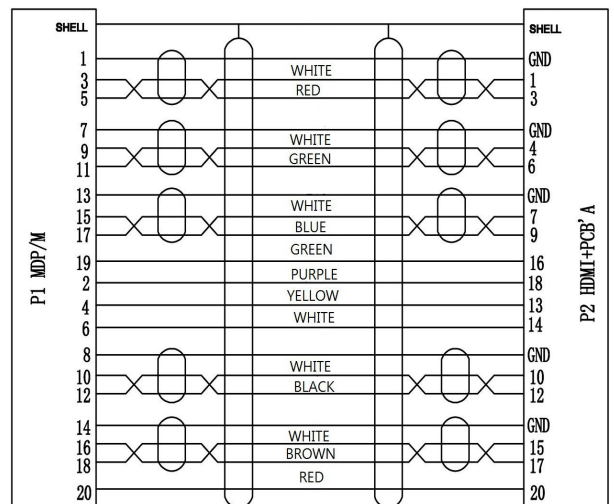 SHELL SHELL
1 GND
WHITE
3 1
RED
5 3
7 GND
WHITE
9 4
GREEN
11 6
13 GND
WHITE
15 7
BLUE
17 9
GREEN
19 16
PURPLE
2 18
YELLOW
4 13
WHITE
6 14
8 GND
WHITE
10 10
BLACK
12 12
14 GND
WHITE
16 15
BROWN
18 17
RED
20 20
P1 MDP/M
P2 HDMI+PCB'A